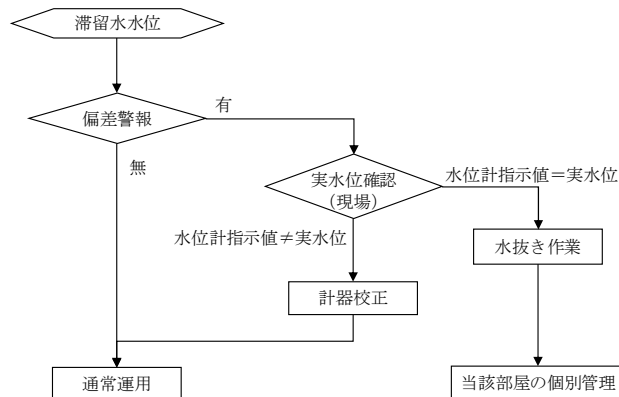 滞留水水位
偏差警報
有
無
実水位確認
（現場）
水位計指示値＝実水位
水位計指示値≠実水位
水抜き作業
計器校正
通常運用
当該部屋の個別管理